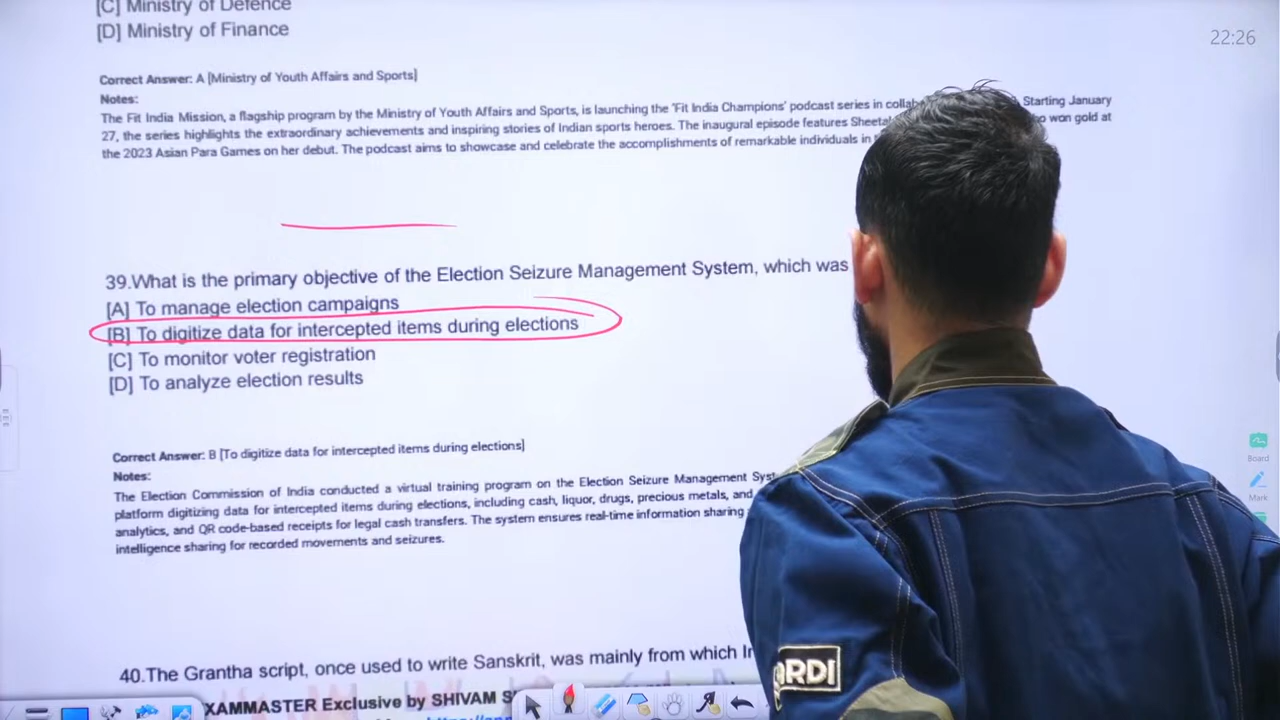 [C] Ministry of Defence
[D] Ministry of Finance
22:26
Correct Answer: A [Ministry of Youth Affairs and Sports]
Notes:
The Fit India Mission, a flagship program by the Ministry of Youth Affairs and Sports, is launching the 'Fit India Champions' podcast series in Starting January
27, the series highlights the extraordinary achievements and inspiring stories of Indian sports heroes. The inaugural episode features won gold at
the 2023 Asian Para Games on her debut. The podcast aims to showcase and celebrate the accomplishments of remarkable individuals in
39.What is the primary objective of the Election Seizure Management System, which was
[A] To manage election campaigns
[B] To digitize data for intercepted items during elections
[C] To monitor voter registration
[D] To analyze election results
Correct Answer: B [To digitize data for intercepted items during elections]
Notes:
The Election Commission of India conducted a virtual training program on the Election Seizure Management
platform digitizing data for intercepted items during elections, including cash, liquor, drugs, precious metals, and
analytics, and QR code-based receipts for legal cash transfers. The system ensures real-time information sharing
intelligence sharing for recorded movements and seizures.
40.The Grantha script, once used to write Sanskrit, was mainly from which
XAMMASTER Exclusive by SHIVAM
Board
Mark
RDI